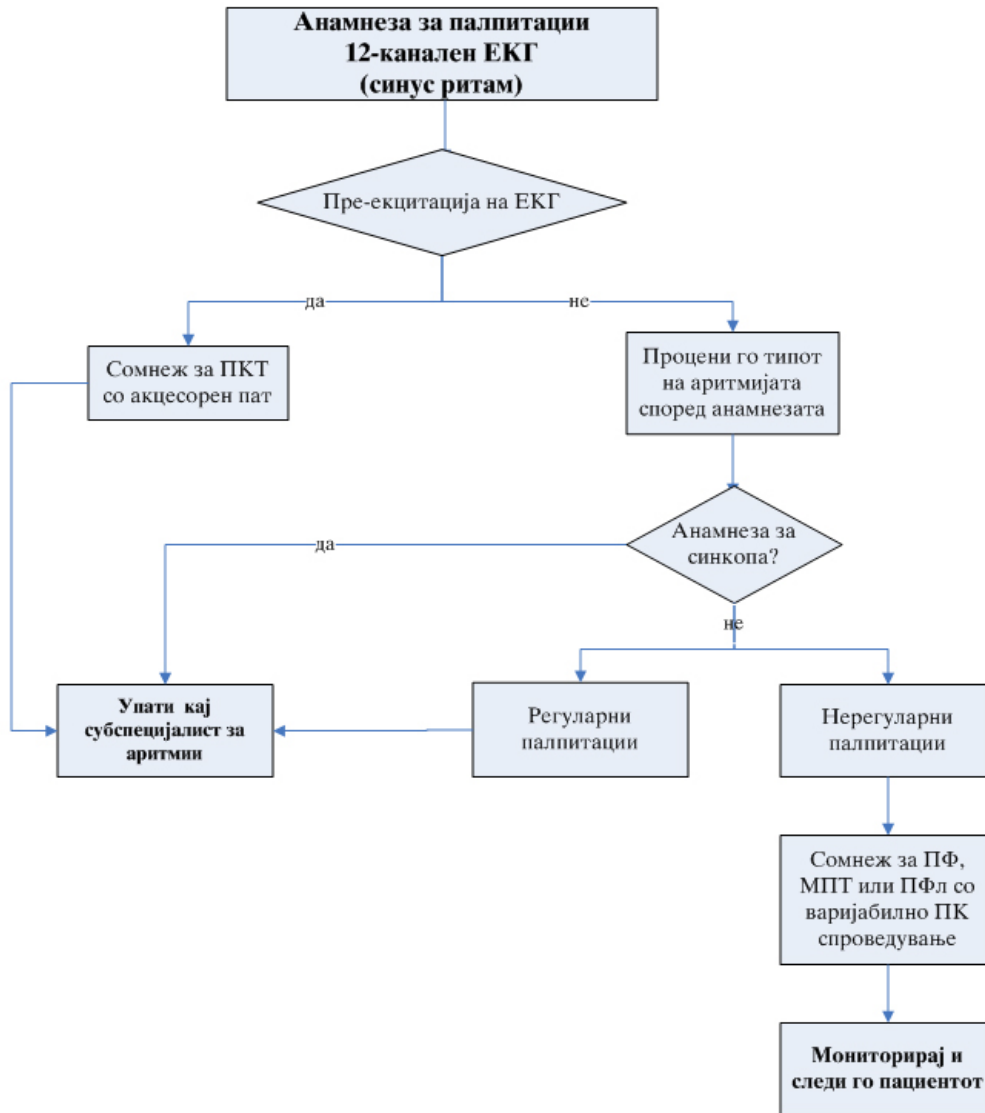 Анамнеза за палпитации
12-канален ЕКГ
(синус ритам)
Пре-екцитација на ЕКГ
да
не
Сомнеж за ПКТ
со акцесорен пат
Процени го типот
на аритмијата
според анамнезата
Анамнеза за
синкопа?
да
не
Упати кај
субспецијалист за
аритмии
Регуларни
палпитации
Нерегуларни
палпитации
Сомнеж за ПФ,
МПТ или ПФл со
варијабилно ПК
спроведување
Мониторирај и
следи го пациентот